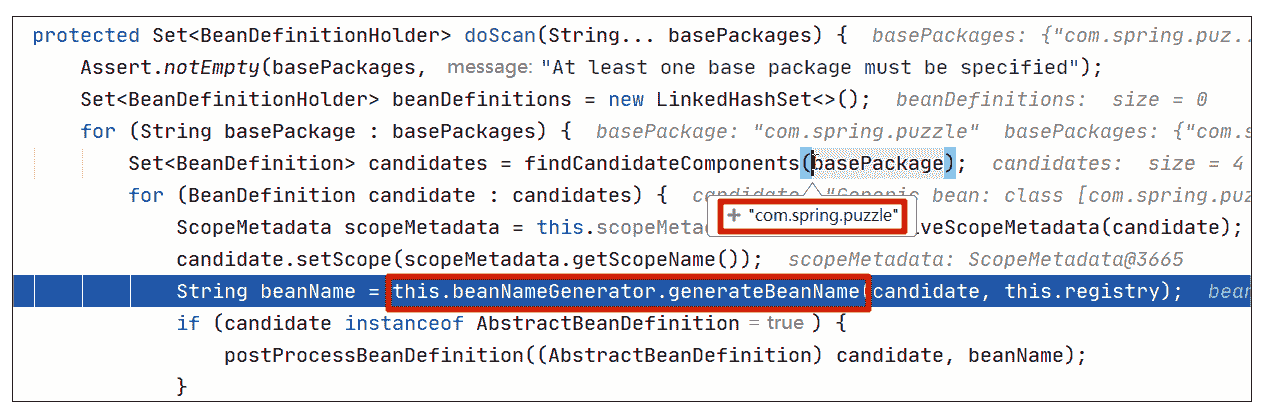 protected Set<BeanDefinitionHolder> doScan(String... basePackages) { basePackages: {"com.spring.puz...
Assert.notEmpty(basePackages, message: "At least one base package must be specified");
Set<BeanDefinitionHolder> beanDefinitions = new LinkedHashSet<>(); beanDefinitions: size = 0
for (String basePackage : basePackages) { basePackage: "com.spring.puzzle" basePackages: {"com.s
Set<BeanDefinition> candidates = findCandidateComponents(basePackage); candidates: size = 4
for (BeanDefinition candidate : candidates) { candidate: "Generic bean: class [com.spring.puz
+ "com.spring.puzzle"
ScopeMetadata scopeMetadata = this.scopeMetad veScopeMetadata(candidate);
candidate.setScope(scopeMetadata.getScopeName()); scopeMetadata: ScopeMetadata@3665
String beanName = this.beanNameGenerator.generateBeanName(candidate, this.registry); bean
if (candidate instanceof AbstractBeanDefinition = true ) {
postProcessBeanDefinition((AbstractBeanDefinition) candidate, beanName);
}